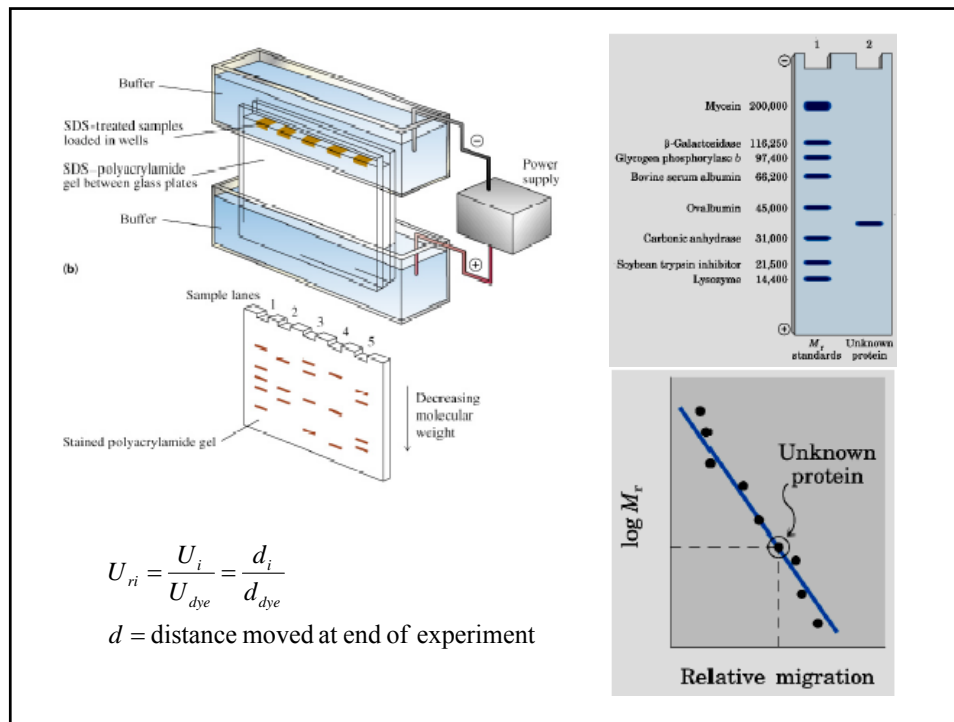 Buffer
SDS-treated samples
loaded in wells
SDS–polyacrylamide
gel between glass plates
Buffer
−
Power
supply
+
(b)
Sample lanes
1
2
3
4
5
Decreasing
molecular
weight
Stained polyacrylamide gel
U_ri = U_i / U_dye = d_i / d_dye
d = distance moved at end of experiment
1 2
−
Myosin 200,000
β-Galactosidase 116,250
Glycogen phosphorylase b 97,400
Bovine serum albumin 66,200
Ovalbumin 45,000
Carbonic anhydrase 31,000
Soybean trypsin inhibitor 21,500
Lysozyme 14,400
+
Mr Unknown
standards protein
Unknown
protein
log Mr
Relative migration